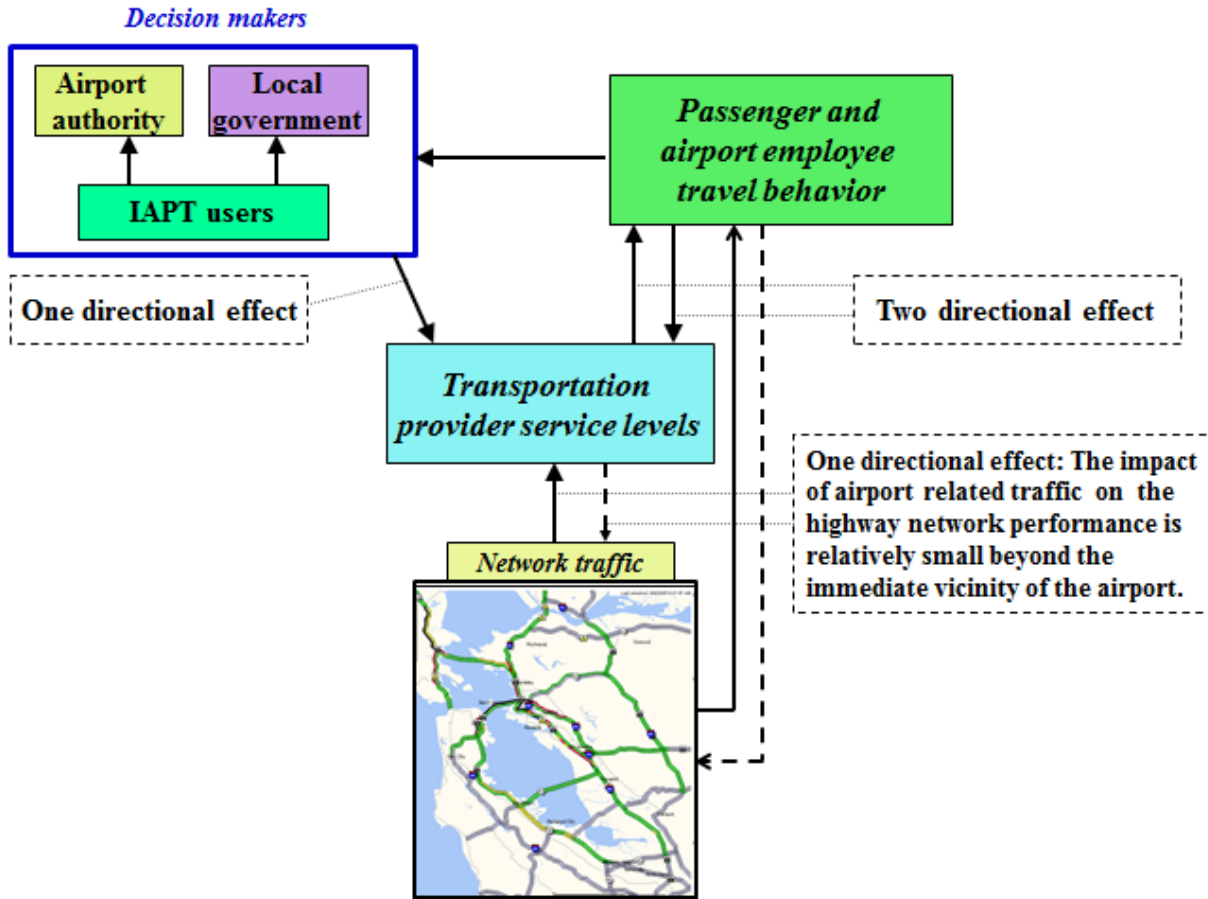 Decision makers
Airport
authority
Local
government
IAPT users
Passenger and
airport employee
travel behavior
One directional effect
Two directional effect
Transportation
provider service levels
One directional effect: The impact
of airport related traffic on the
highway network performance is
relatively small beyond the
immediate vicinity of the airport.
Network traffic
Richmond